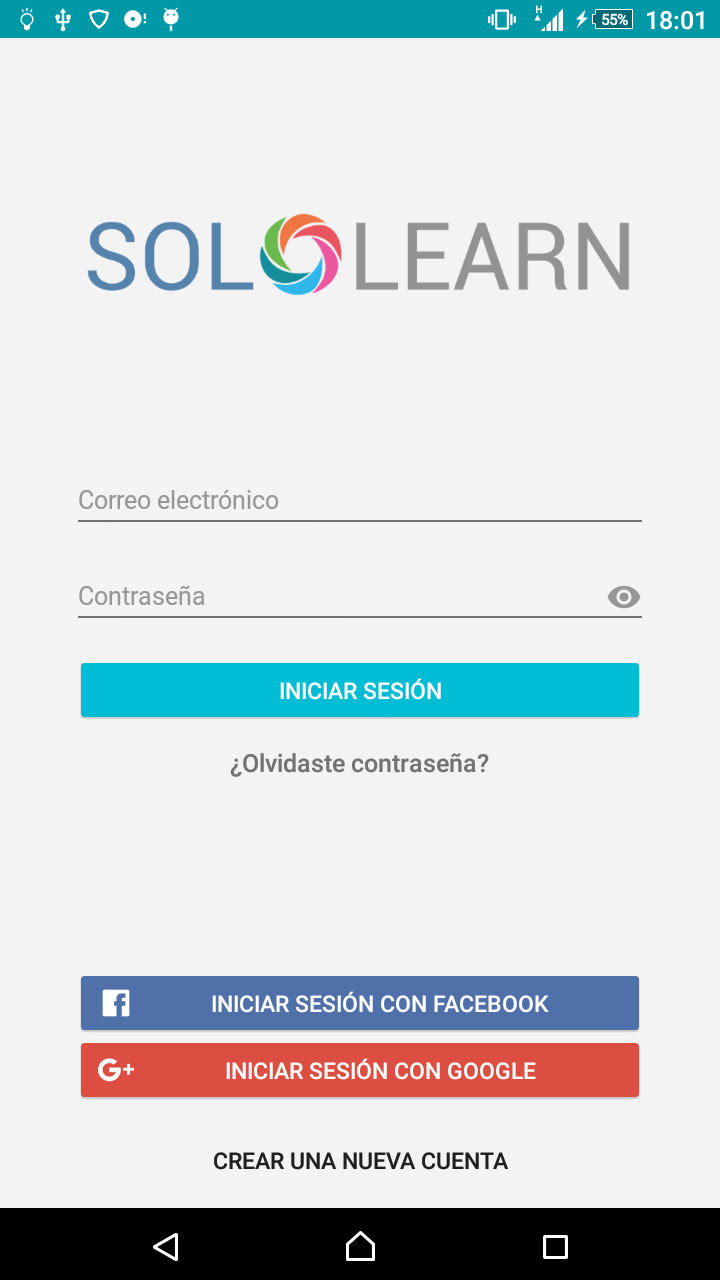 H 55% 18:01
SOLOLEARN
Correo electrónico
Contraseña
INICIAR SESIÓN
¿Olvidaste contraseña?
INICIAR SESIÓN CON FACEBOOK
G+ INICIAR SESIÓN CON GOOGLE
CREAR UNA NUEVA CUENTA